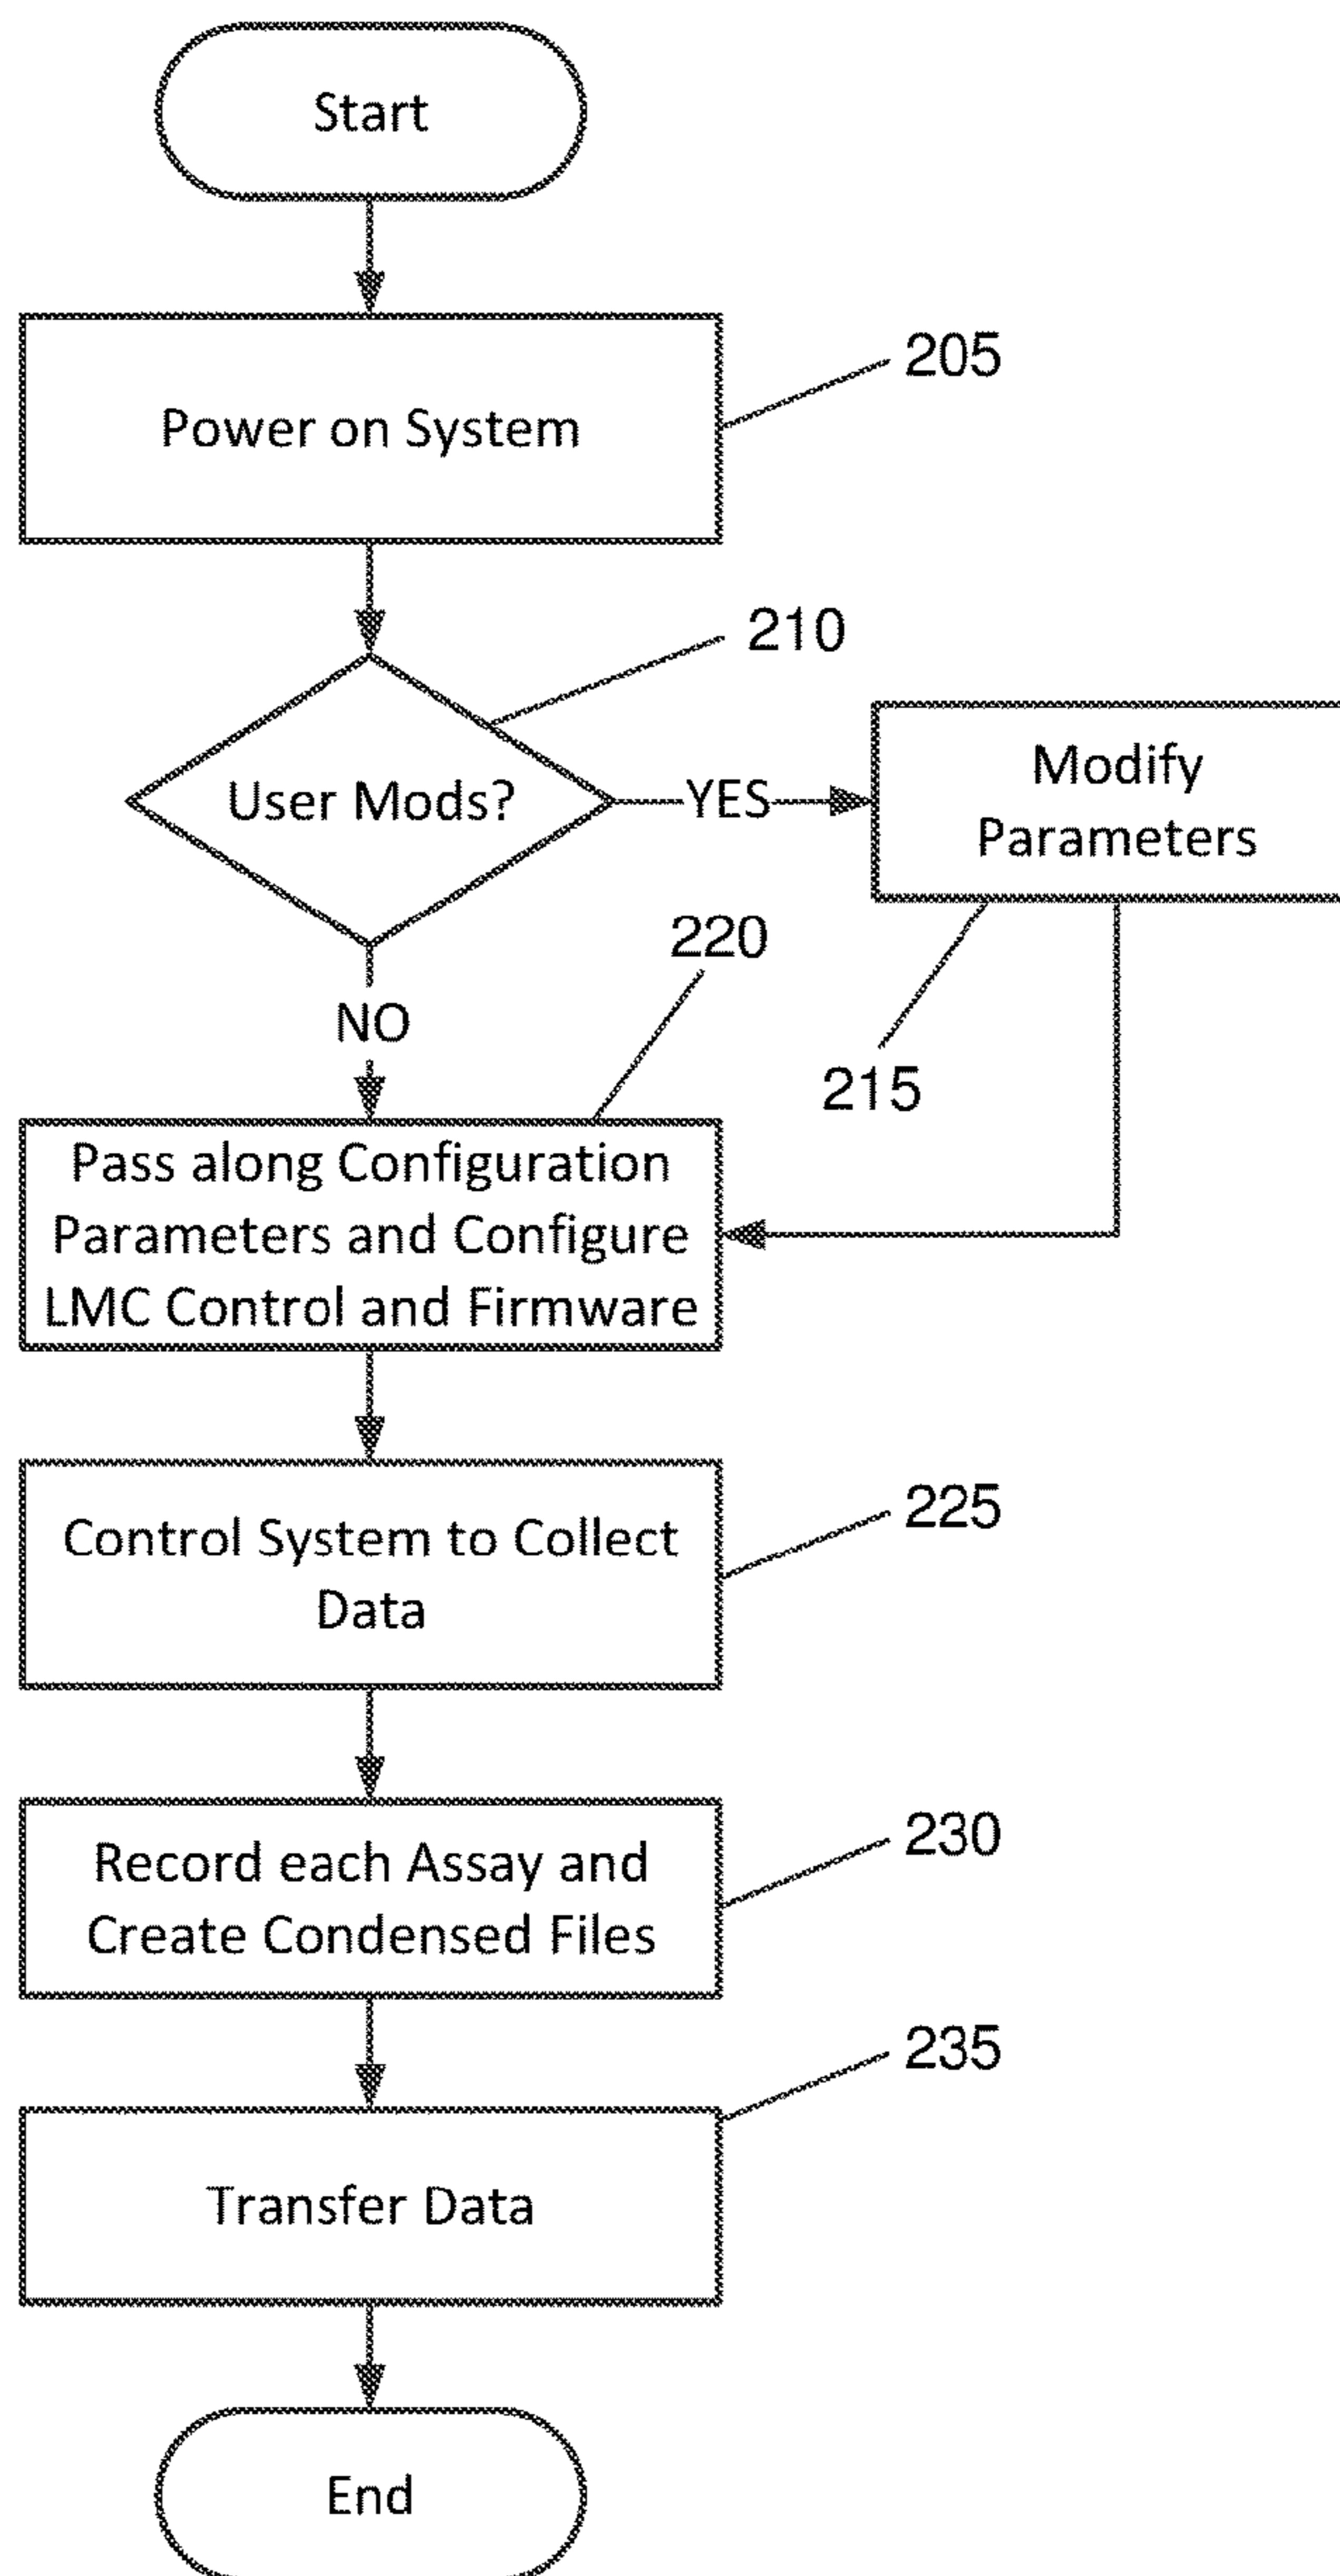 Start
Power on System
205
210
User Mods?
YES
Modify
Parameters
215
NO
220
Pass along Configuration
Parameters and Configure
LMC Control and Firmware
Control System to Collect
Data
225
Record each Assay and
Create Condensed Files
230
Transfer Data
235
End